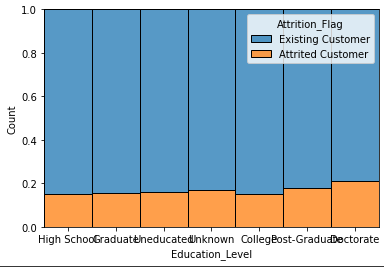 1.0
0.8
0.6
0.4
0.2
0.0
Count
Attrition_Flag
Existing Customer
Attrited Customer
High School Graduate Uneducated Unknown College Post-Graduate Doctorate
Education_Level